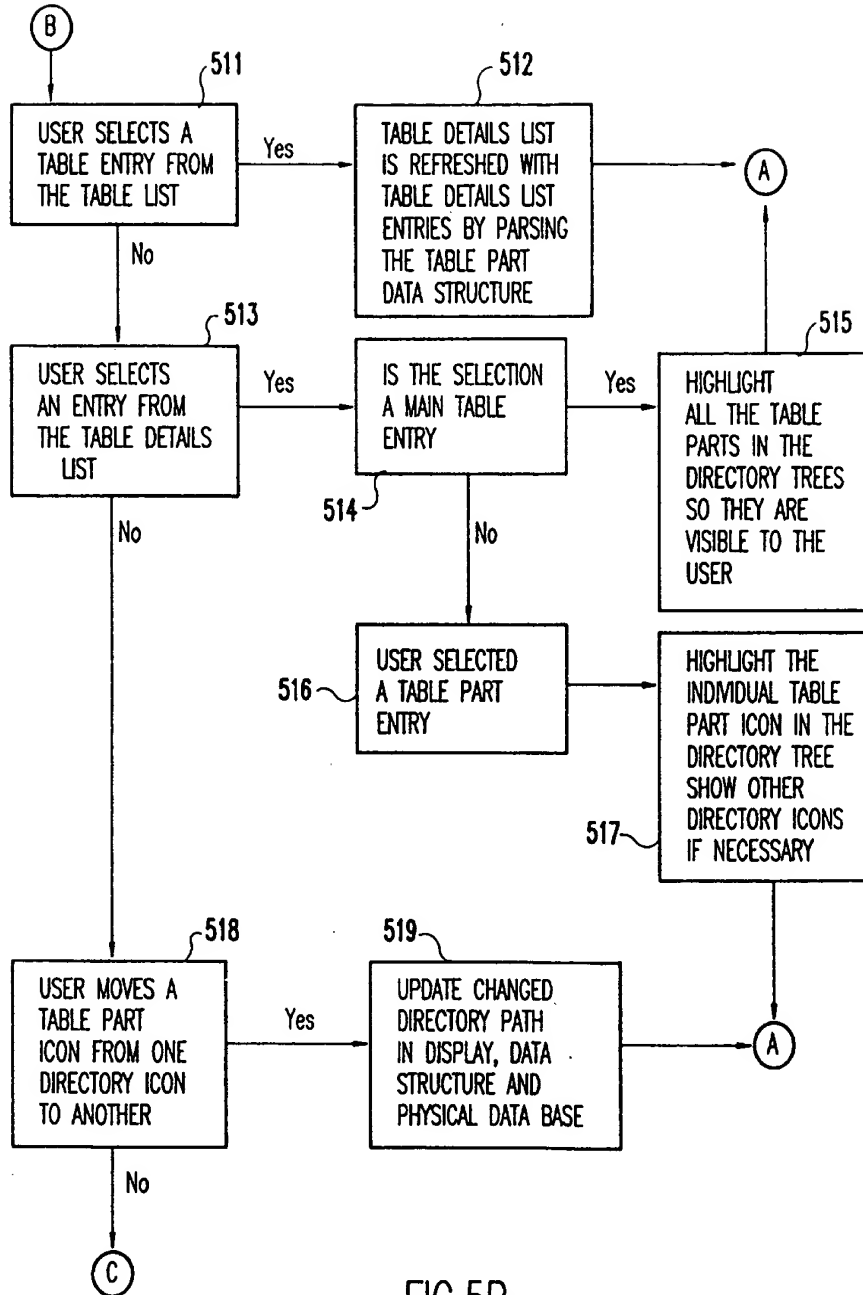 B
511
USER SELECTS A
TABLE ENTRY FROM
THE TABLE LIST
Yes
512
TABLE DETAILS LIST
IS REFRESHED WITH
TABLE DETAILS LIST
ENTRIES BY PARSING
THE TABLE PART
DATA STRUCTURE
A
No
513
USER SELECTS
AN ENTRY FROM
THE TABLE DETAILS
LIST
Yes
IS THE SELECTION
A MAIN TABLE
ENTRY
514
Yes
515
HIGHLIGHT
ALL THE TABLE
PARTS IN THE
DIRECTORY TREES
SO THEY ARE
VISIBLE TO THE
USER
No
No
516
USER SELECTED
A TABLE PART
ENTRY
HIGHLIGHT THE
INDIVIDUAL TABLE
PART ICON IN THE
DIRECTORY TREE
SHOW OTHER
DIRECTORY ICONS
IF NECESSARY
517
518
USER MOVES A
TABLE PART
ICON FROM ONE
DIRECTORY ICON
TO ANOTHER
Yes
519
UPDATE CHANGED
DIRECTORY PATH
IN DISPLAY, DATA
STRUCTURE AND
PHYSICAL DATA BASE
A
No
C
FIG.5B